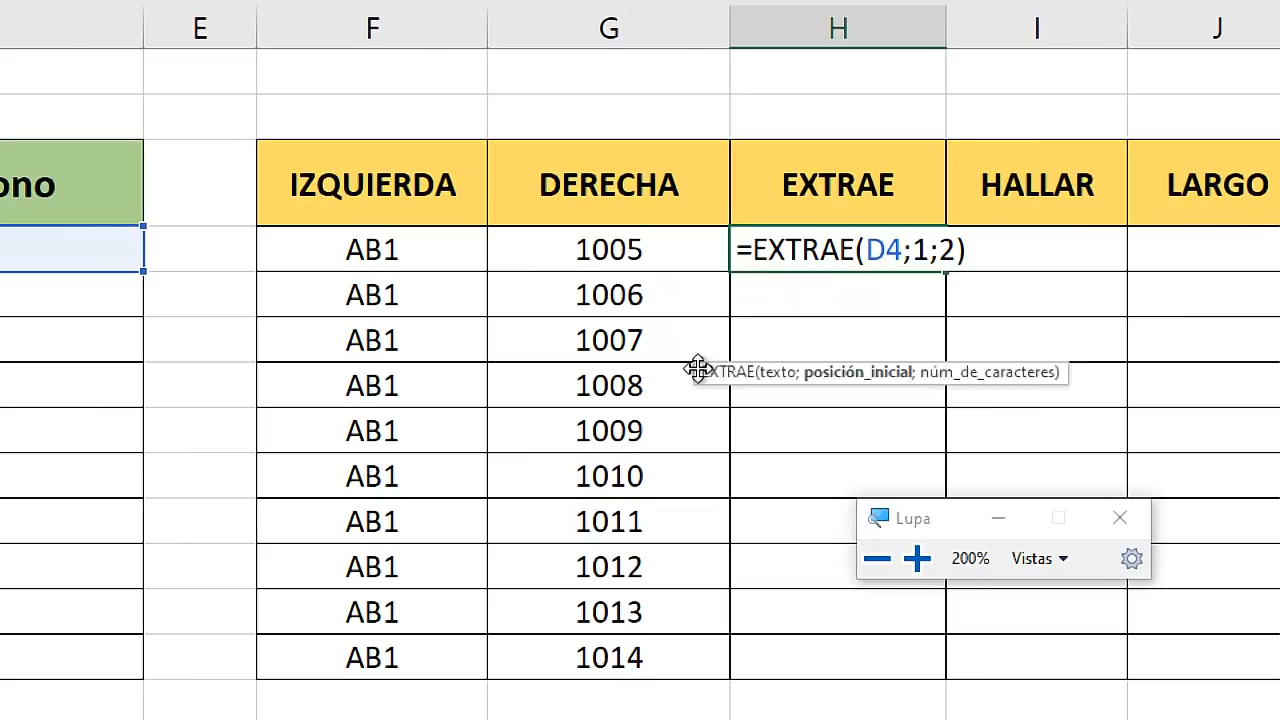 E F G H I J
ono IZQUIERDA DERECHA EXTRAE HALLAR LARGO
AB1 1005 =EXTRAE(D4;1;2)
AB1 1006
AB1 1007
EXTRAE(texto; posición_inicial; núm_de_caracteres)
AB1 1008
AB1 1009
AB1 1010
AB1 1011
Lupa
AB1 1012
200% Vistas
AB1 1013
AB1 1014